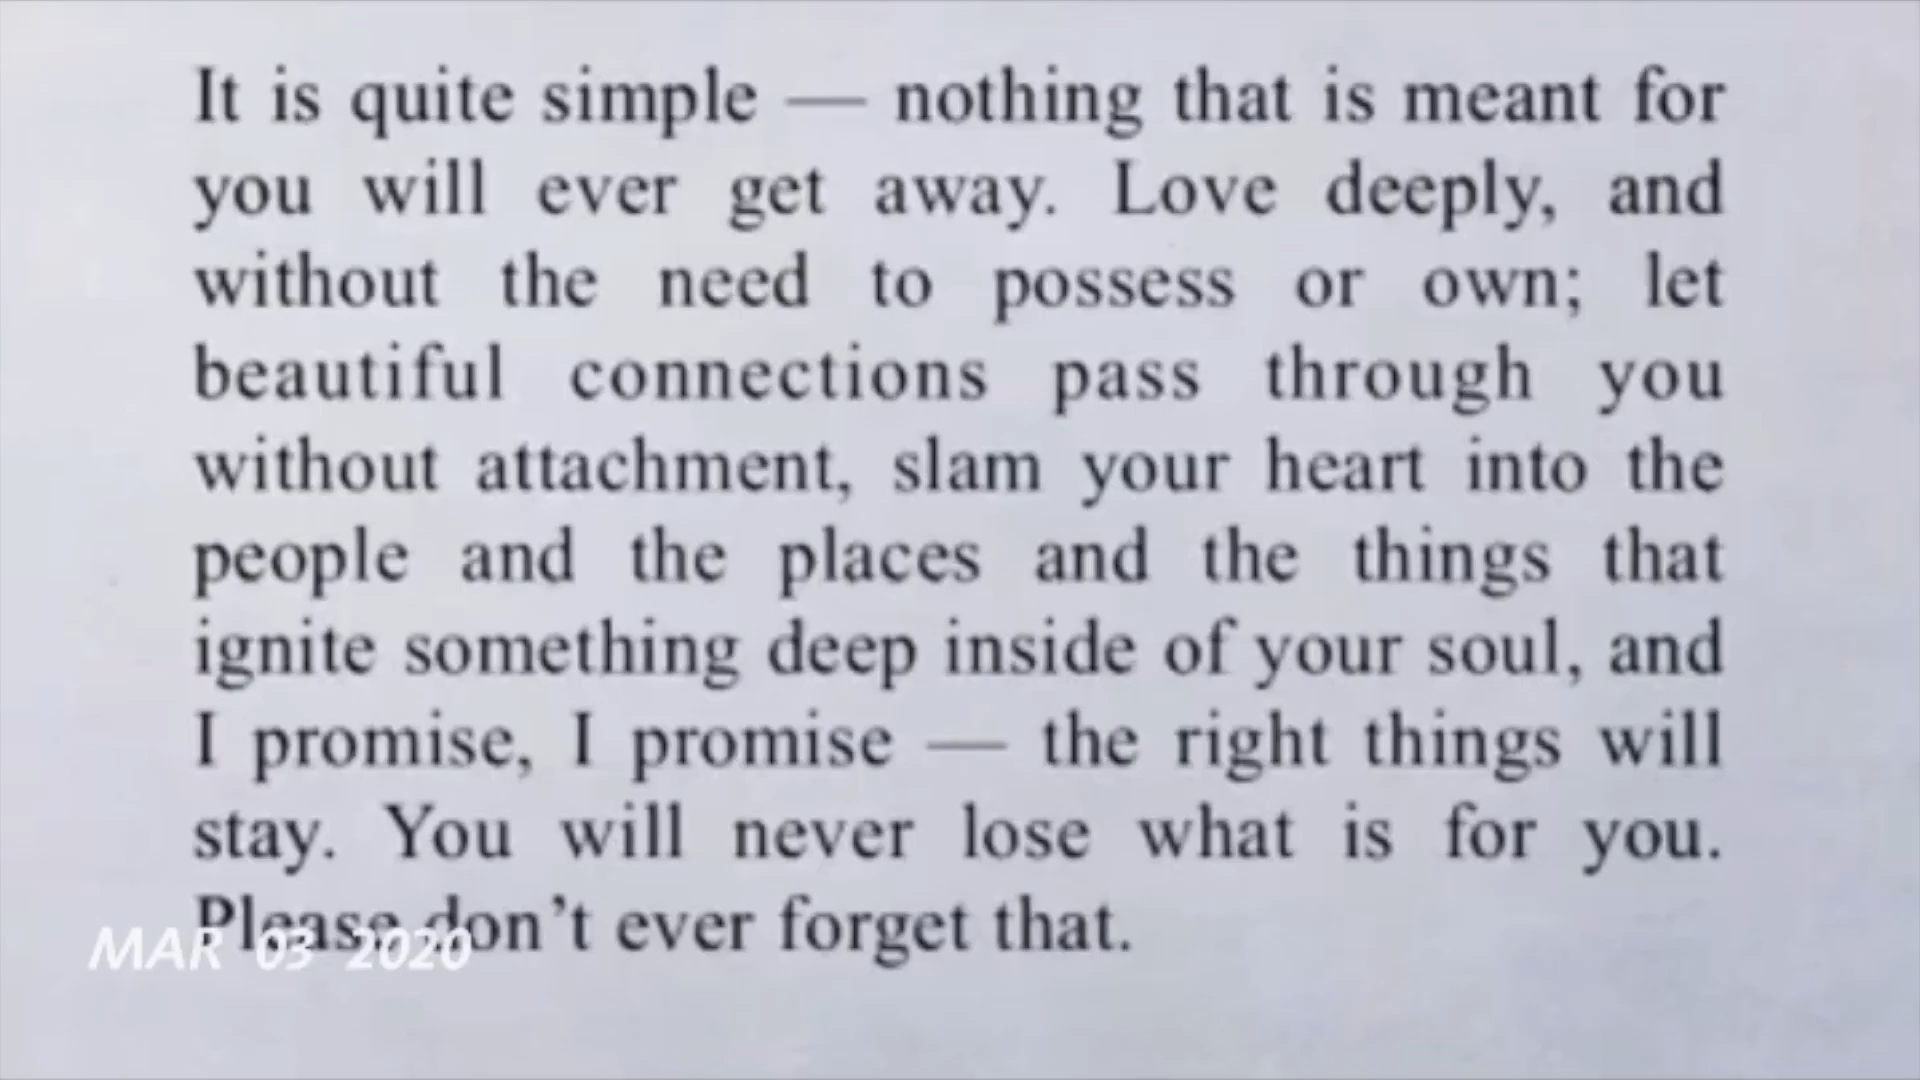 It is quite simple — nothing that is meant for
you will ever get away. Love deeply, and
without the need to possess or own; let
beautiful connections pass through you
without attachment, slam your heart into the
people and the places and the things that
ignite something deep inside of your soul, and
I promise, I promise — the right things will
stay. You will never lose what is for you.
Please don’t ever forget that.
MAR 03 2020